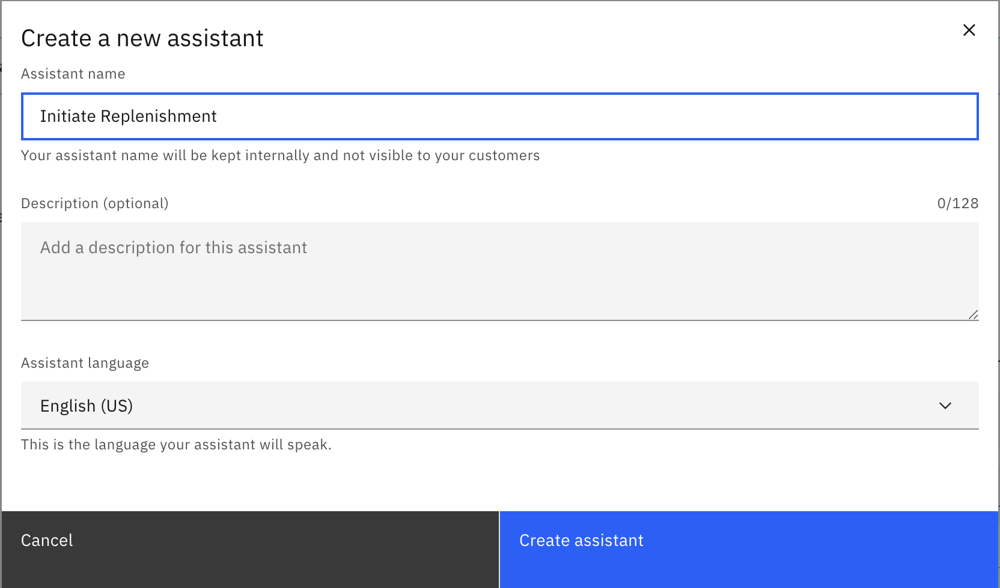 Create a new assistant
Assistant name
Initiate Replenishment
Your assistant name will be kept internally and not visible to your customers
Description (optional)
0/128
Add a description for this assistant
Assistant language
English (US)
This is the language your assistant will speak.
Cancel
Create assistant